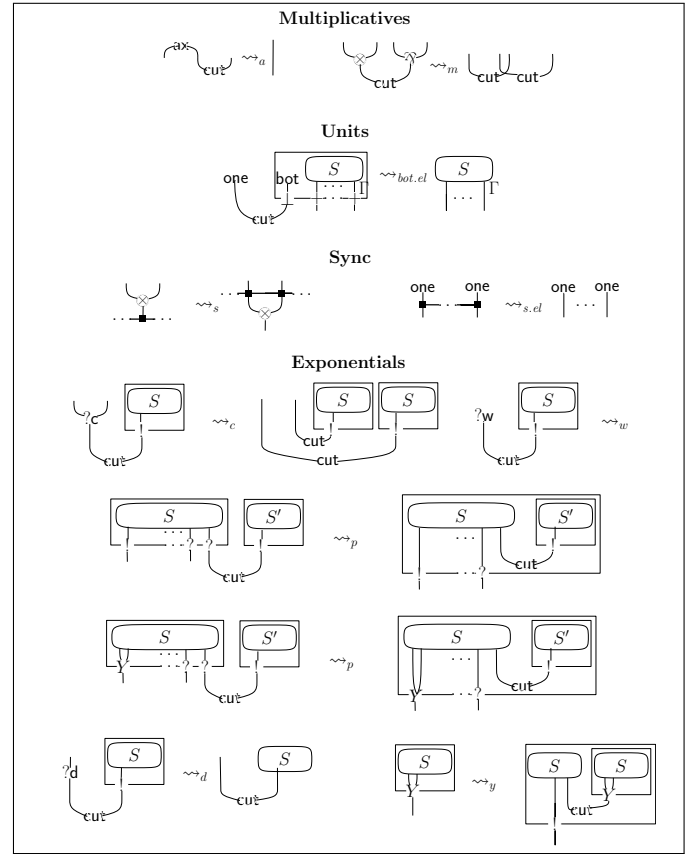 Multiplicatives
ax cut ⇝a ⊗ ⅋ cut ⇝m cut cut
Units
one bot S ... Γ cut ⊥ ... ⇝bot.el S ... Γ
Sync
⊗ ... ... ⇝s ... ... ⊗ one one ... ⇝s.el one one ...
Exponentials
?c S ! cut ⇝c S S cut ! ! cut ?w S ! cut ⇝w
S ... ! ... ? ? S′ ! cut ⇝p S ... ! ... ? S′ ! cut
S ... Y ... ? ? S′ ! cut ⇝p S ... Y ... ? S′ ! cut
?d S ! cut ⇝d S cut S Y ⇝y S S Y cut !